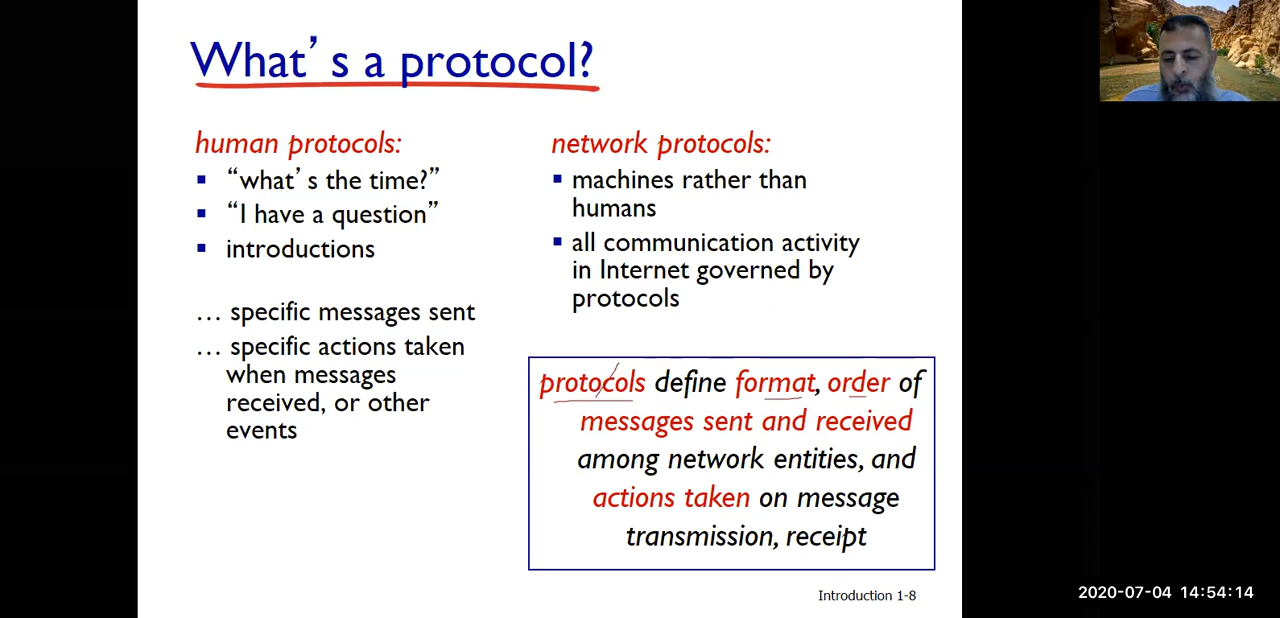 What's a protocol?
human protocols:
▪ “what's the time?”
▪ “I have a question”
▪ introductions
… specific messages sent
… specific actions taken
when messages
received, or other
events
network protocols:
▪ machines rather than
humans
▪ all communication activity
in Internet governed by
protocols
protocols define format, order of
messages sent and received
among network entities, and
actions taken on message
transmission, receipt
Introduction 1-8
2020-07-04 14:54:14